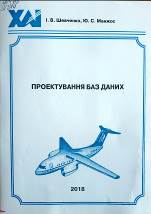 ХАІ
І. В. Шевченко, Ю. С. Манжос
ПРОЕКТУВАННЯ БАЗ ДАНИХ
2018